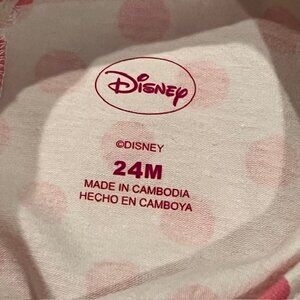 Disney
©DISNEY
24M
MADE IN CAMBODIA
HECHO EN CAMBOYA